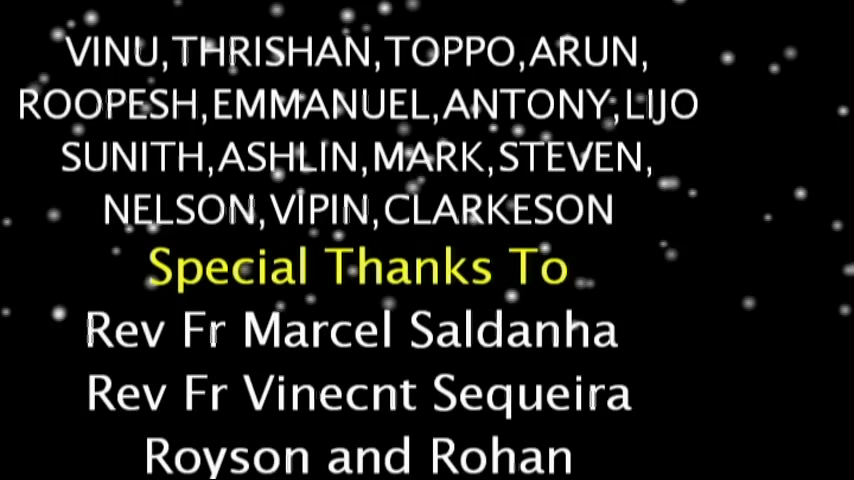 VINU,THRISHAN,TOPPO,ARUN,
ROOPESH,EMMANUEL,ANTONY,LIJO
SUNITH,ASHLIN,MARK,STEVEN,
NELSON,VIPIN,CLARKESON
Special Thanks To
Rev Fr Marcel Saldanha
Rev Fr Vinecnt Sequeira
Royson and Rohan